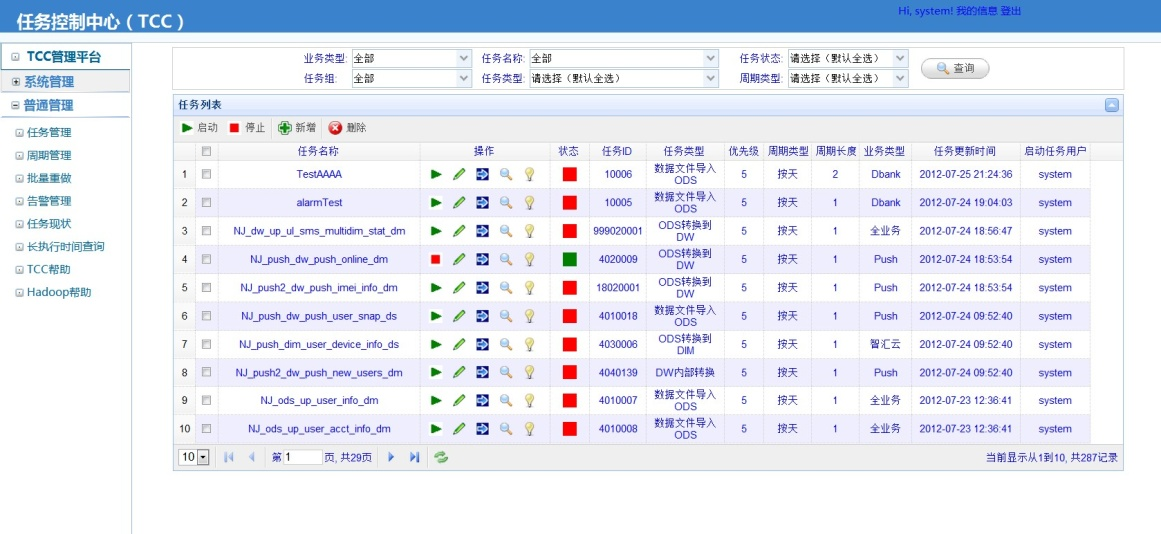 任务控制中心（TCC）
Hi, system! 我的信息 登出
TCC管理平台
系统管理
普通管理
任务管理
周期管理
批量重做
告警管理
任务现状
长执行时间查询
TCC帮助
Hadoop帮助
业务类型: 全部 任务名称: 全部 任务状态: 请选择（默认全选）
任务组: 全部 任务类型: 请选择（默认全选） 周期类型: 请选择（默认全选）
查询
任务列表
启动 停止 新增 删除
任务名称 操作 状态 任务ID 任务类型 优先级 周期类型 周期长度 业务类型 任务更新时间 启动任务用户
1 TestAAAA 10006 数据文件导入ODS 5 按天 2 Dbank 2012-07-25 21:24:36 system
2 alarmTest 10005 数据文件导入ODS 5 按天 1 Dbank 2012-07-24 19:04:03 system
3 NJ_dw_up_ul_sms_multidim_stat_dm 999020001 ODS转换到DW 5 按天 1 全业务 2012-07-24 18:56:47 system
4 NJ_push_dw_push_online_dm 4020009 ODS转换到DW 5 按天 1 Push 2012-07-24 18:53:54 system
5 NJ_push2_dw_push_imei_info_dm 18020001 ODS转换到DW 5 按天 1 Push 2012-07-24 18:53:54 system
6 NJ_push_dw_push_user_snap_ds 4010018 数据文件导入ODS 5 按天 1 Push 2012-07-24 09:52:40 system
7 NJ_push_dim_user_device_info_ds 4030006 ODS转换到DIM 5 按天 1 智汇云 2012-07-24 09:52:40 system
8 NJ_push2_dw_push_new_users_dm 4040139 DW内部转换 5 按天 1 Push 2012-07-24 09:52:40 system
9 NJ_ods_up_user_info_dm 4010007 数据文件导入ODS 5 按天 1 全业务 2012-07-23 12:36:41 system
10 NJ_ods_up_user_acct_info_dm 4010008 数据文件导入ODS 5 按天 1 全业务 2012-07-23 12:36:41 system
10 第 1 页, 共29页 当前显示从1到10, 共287记录